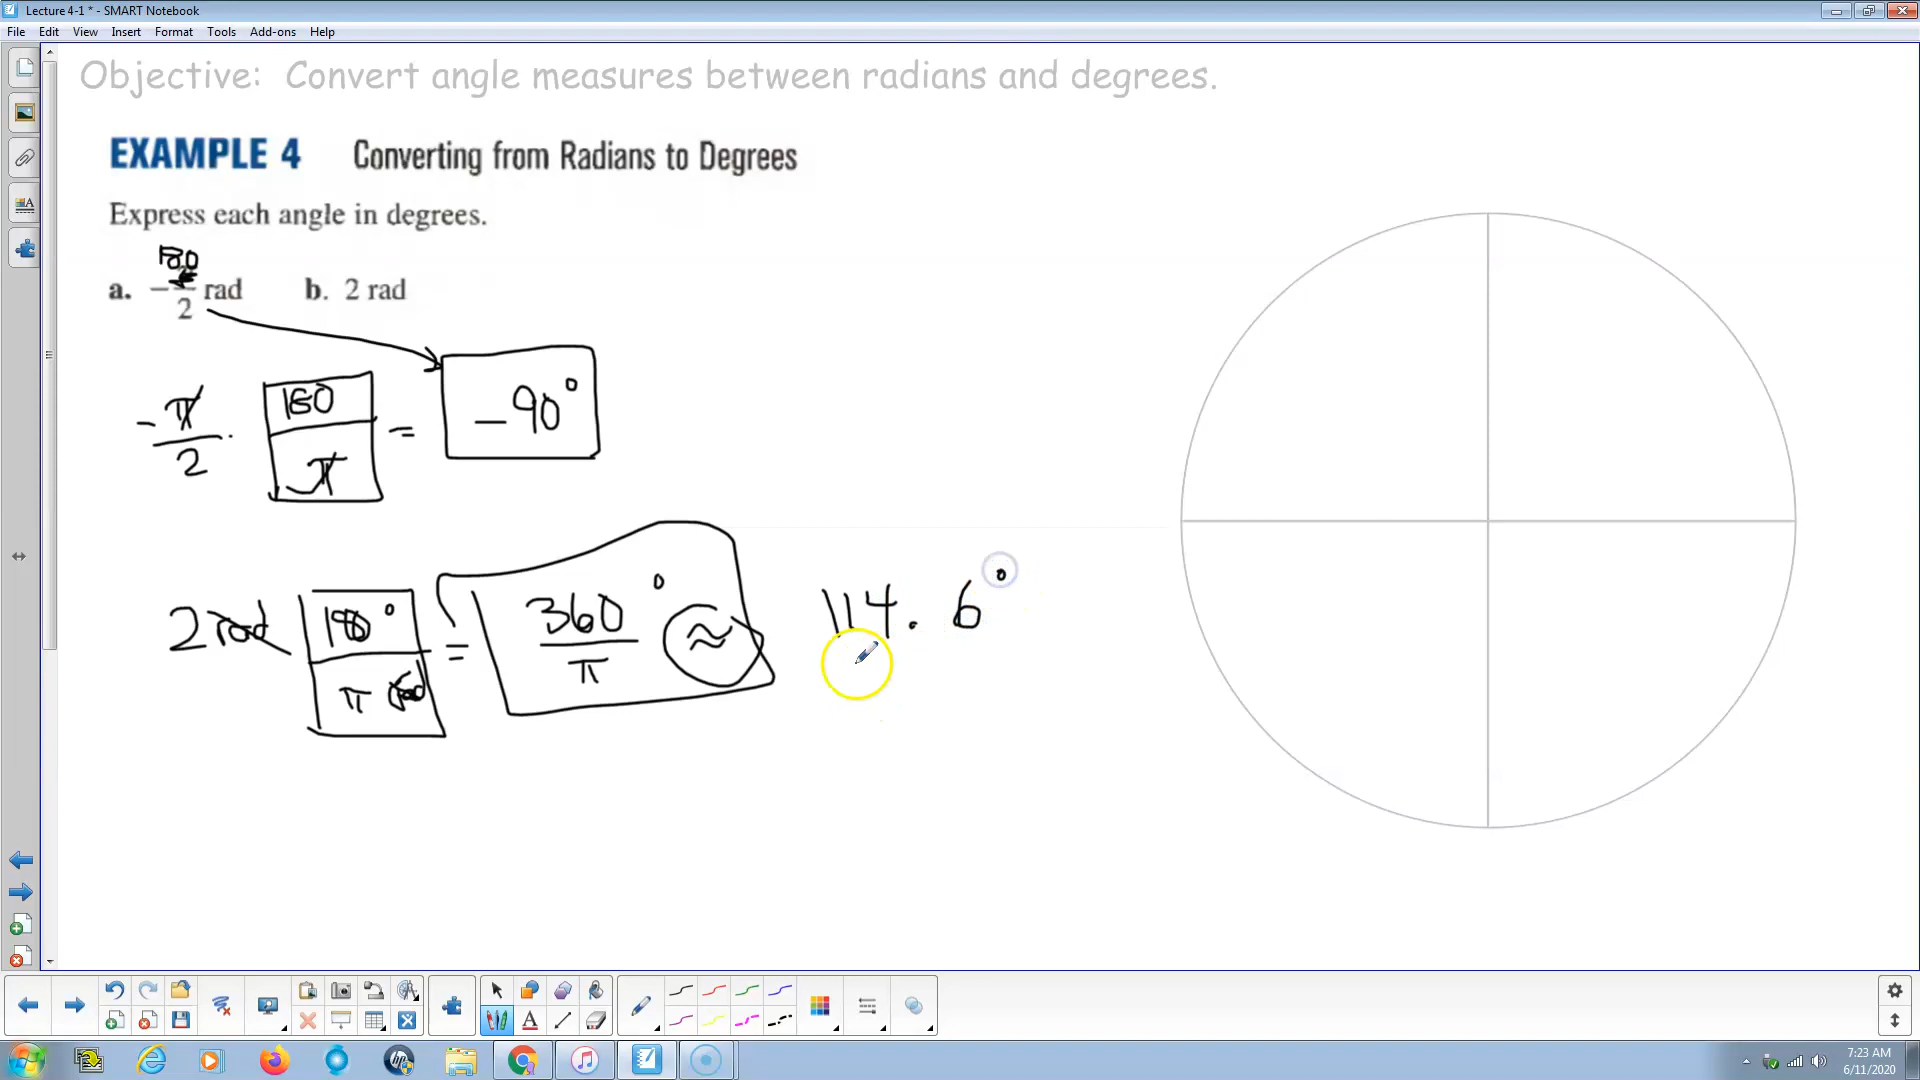 Lecture 4-1 * - SMART Notebook
File Edit View Insert Format Tools Add-ons Help
Objective: Convert angle measures between radians and degrees.
EXAMPLE 4 Converting from Radians to Degrees
Express each angle in degrees.
180
a. − /2 rad b. 2 rad
-π/2 · 180/π = -90°
2 rad 180°/π rad = 360°/π ≈ 114.6°
7:23 AM
6/11/2020